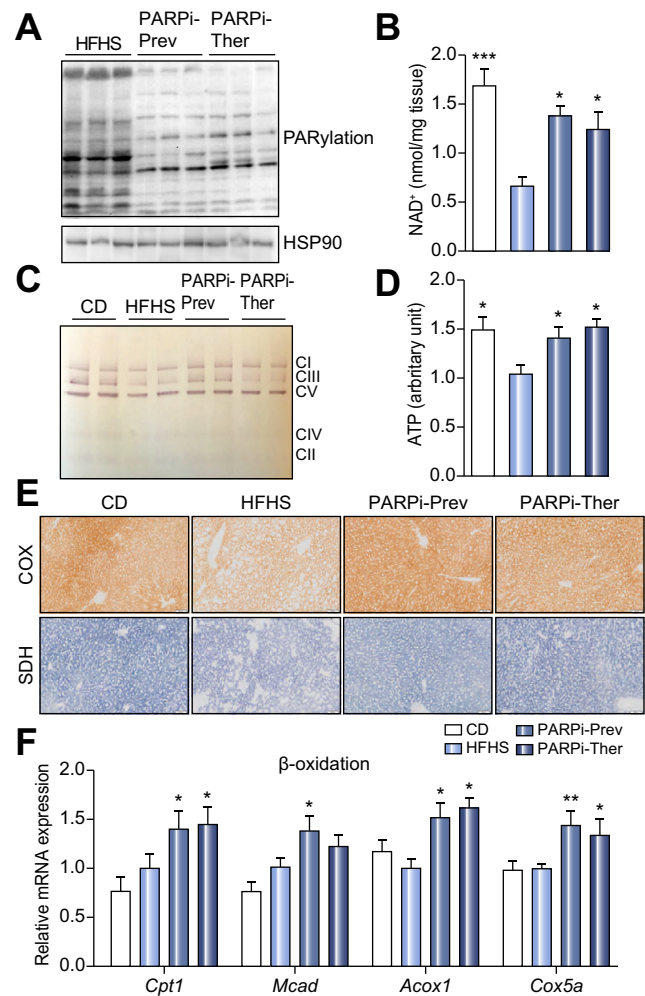 A
HFHS
PARPi-
Prev
PARPi-
Ther
PARylation
HSP90
B
NAD⁺ (nmol/mg tissue)
2.0
1.5
1.0
0.5
0.0
***
*
*
C
CD
HFHS
PARPi-
Prev
PARPi-
Ther
CI
CIII
CV
CIV
CII
D
ATP (arbritary unit)
2.0
1.5
1.0
0.5
0.0
*
*
*
E
CD
HFHS
PARPi-Prev
PARPi-Ther
COX
SDH
F
CD
HFHS
PARPi-Prev
PARPi-Ther
β-oxidation
Relative mRNA expression
2.0
1.5
1.0
0.5
0.0
*
*
*
*
*
**
*
Cpt1
Mcad
Acox1
Cox5a